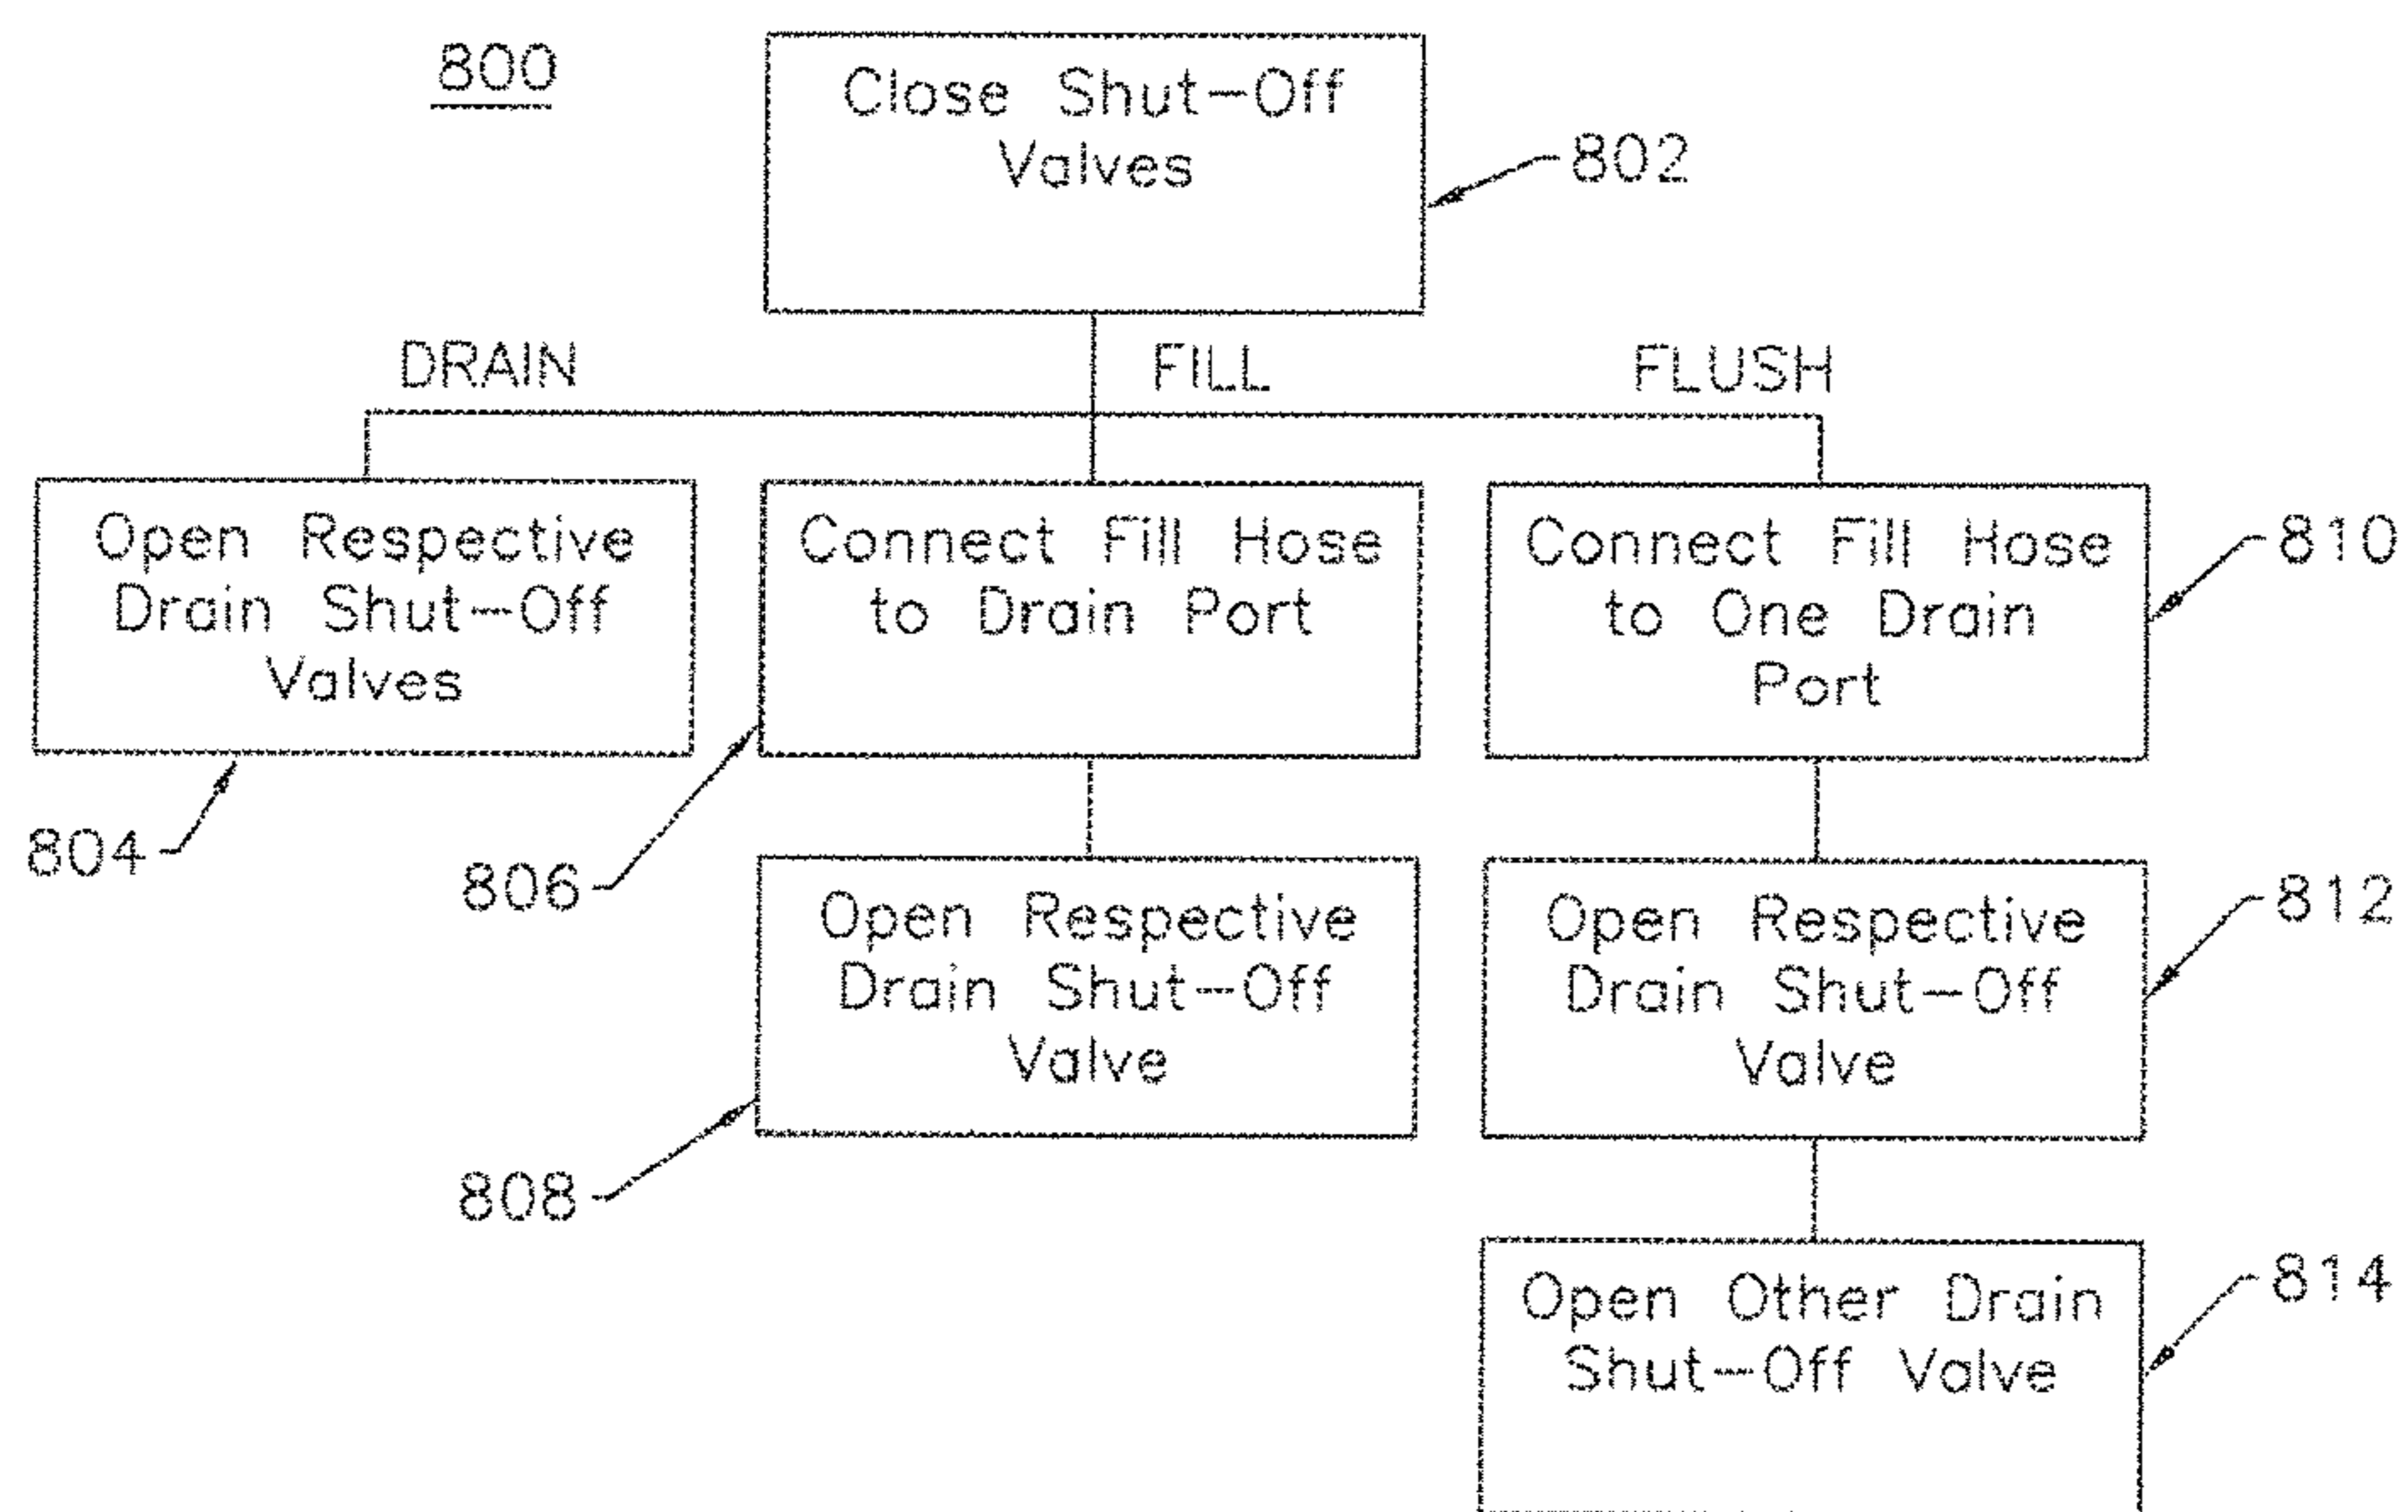 800
Close Shut-Off
Valves
802
DRAIN
FILL
FLUSH
Open Respective
Drain Shut-Off
Valves
804
Connect Fill Hose
to Drain Port
806
Connect Fill Hose
to One Drain
Port
810
Open Respective
Drain Shut-Off
Valve
808
Open Respective
Drain Shut-Off
Valve
812
Open Other Drain
Shut-Off Valve
814